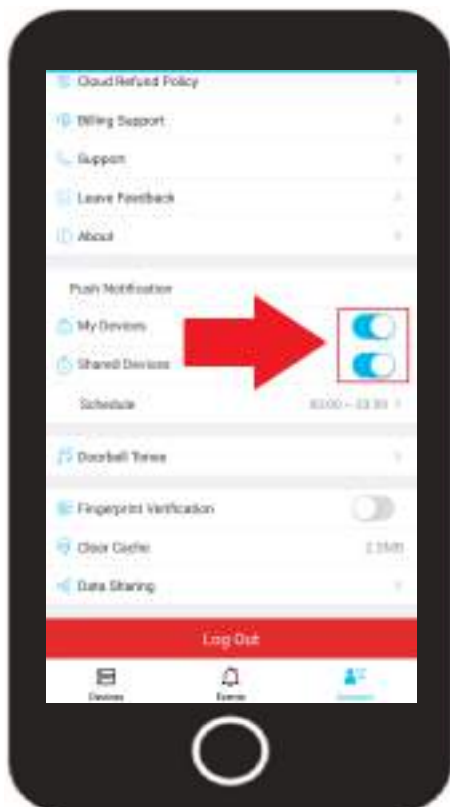 Cloud Refund Policy
Billing Support
Support
Leave Feedback
About
Push Notification
My Devices
Shared Devices
Schedule
Doorbell Tones
Fingerprint Verification
Clear Cache
Data Sharing
Log Out
Devices
Events